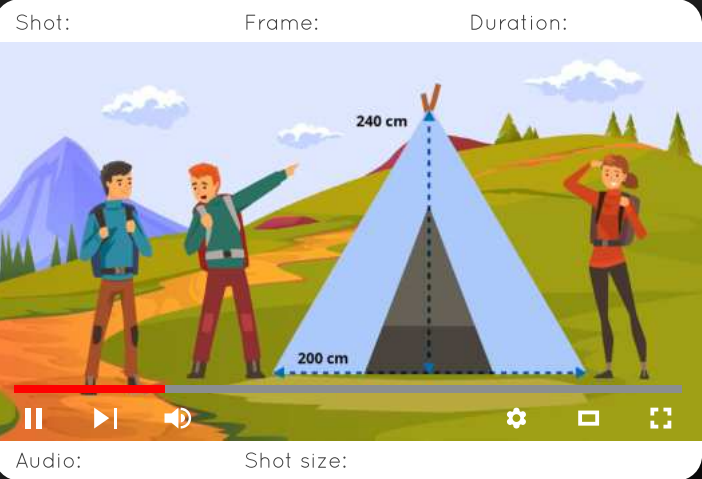 Shot:
Frame:
Duration:
240 cm
200 cm
Audio:
Shot size: